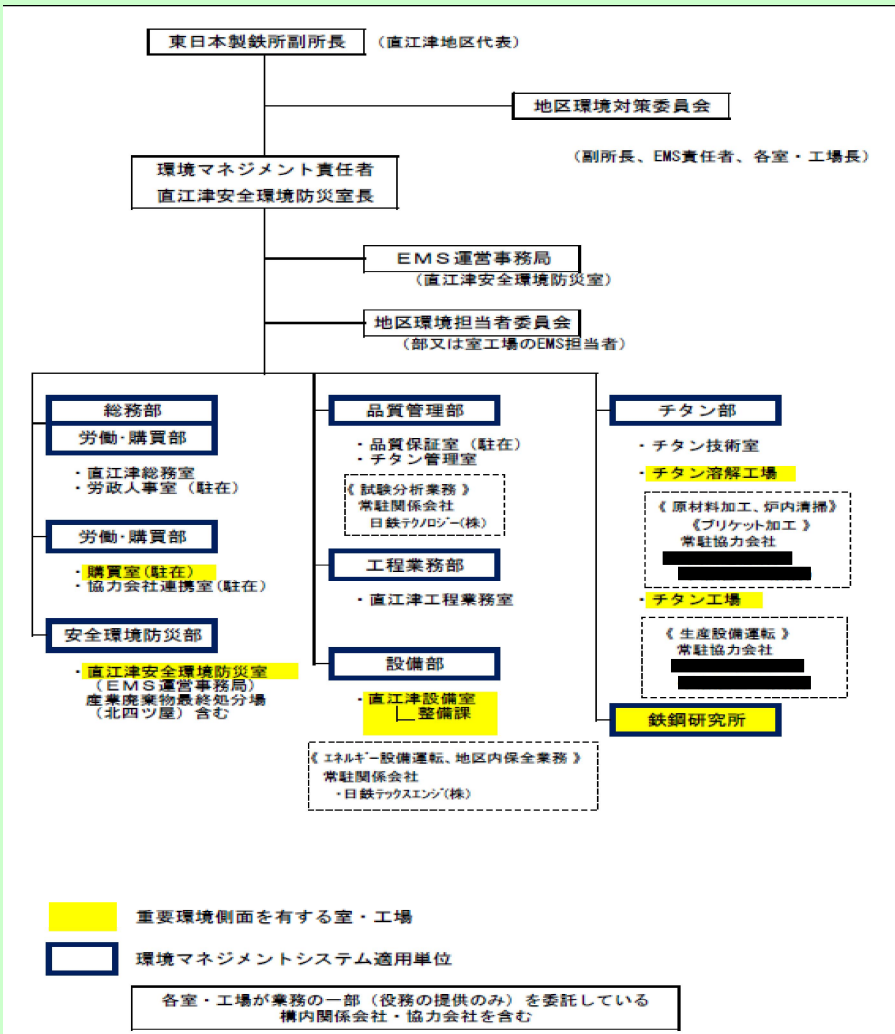 東日本製鉄所副所長 (直江津地区代表)
地区環境対策委員会
(副所長、EMS責任者、各室・工場長)
環境マネジメント責任者
直江津安全環境防災室長
EMS運営事務局
(直江津安全環境防災室)
地区環境担当者委員会
(部又は室工場のEMS担当者)
総務部
労働・購買部
・直江津総務室
・労政人事室(駐在)
労働・購買部
・購買室(駐在)
・協力会社連携室(駐在)
安全環境防災部
・直江津安全環境防災室
(EMS運営事務局)
産業廃棄物最終処分場
(北四ツ屋)含む
品質管理部
・品質保証室(駐在)
・チタン管理室
《試験分析業務》
常駐関係会社
日鉄テクノロジー(株)
工程業務部
・直江津工程業務室
設備部
・直江津設備室
整備課
《エネルギー設備運転、地区内保全業務》
常駐関係会社
・日鉄テックスエンジ(株)
チタン部
・チタン技術室
・チタン溶解工場
《原材料加工、炉内清掃》
《ブリケット加工》
常駐協力会社
・チタン工場
《生産設備運転》
常駐協力会社
鉄鋼研究所
重要環境側面を有する室・工場
環境マネジメントシステム適用単位
各室・工場が業務の一部(役務の提供のみ)を委託している
構内関係会社・協力会社を含む